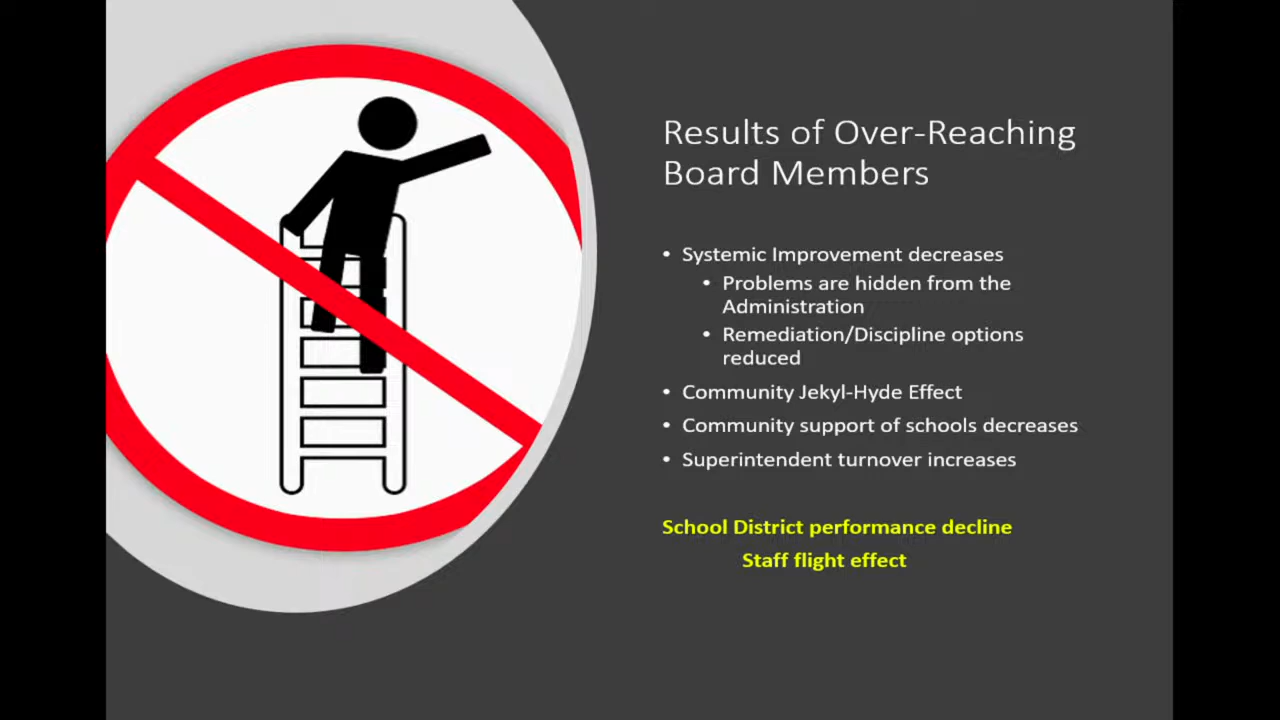 Results of Over-Reaching
Board Members
• Systemic Improvement decreases
• Problems are hidden from the
Administration
• Remediation/Discipline options
reduced
• Community Jekyl-Hyde Effect
• Community support of schools decreases
• Superintendent turnover increases
School District performance decline
Staff flight effect